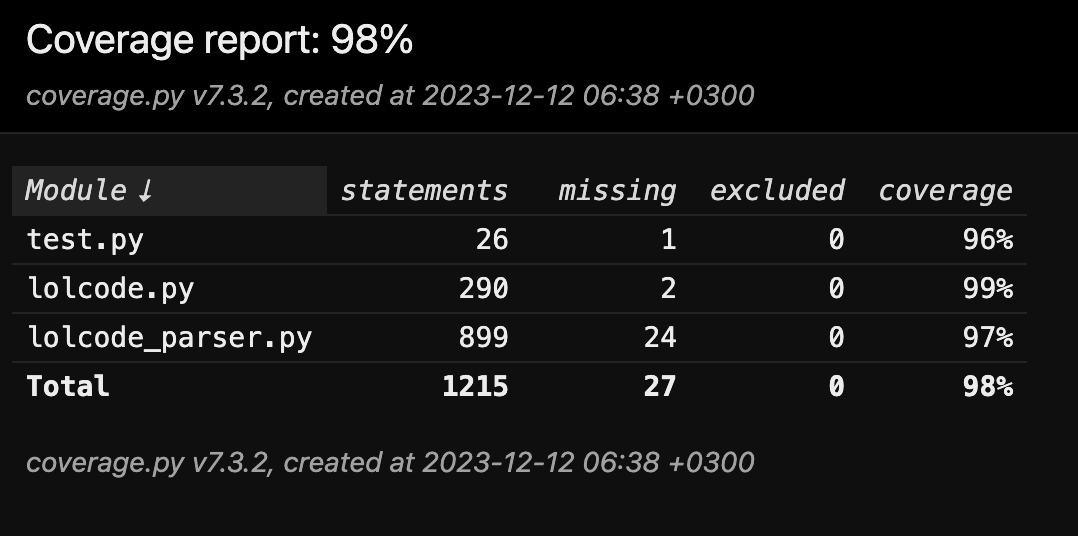 Coverage report: 98%
coverage.py v7.3.2, created at 2023-12-12 06:38 +0300
Module ↓ statements missing excluded coverage
test.py 26 1 0 96%
lolcode.py 290 2 0 99%
lolcode_parser.py 899 24 0 97%
Total 1215 27 0 98%
coverage.py v7.3.2, created at 2023-12-12 06:38 +0300